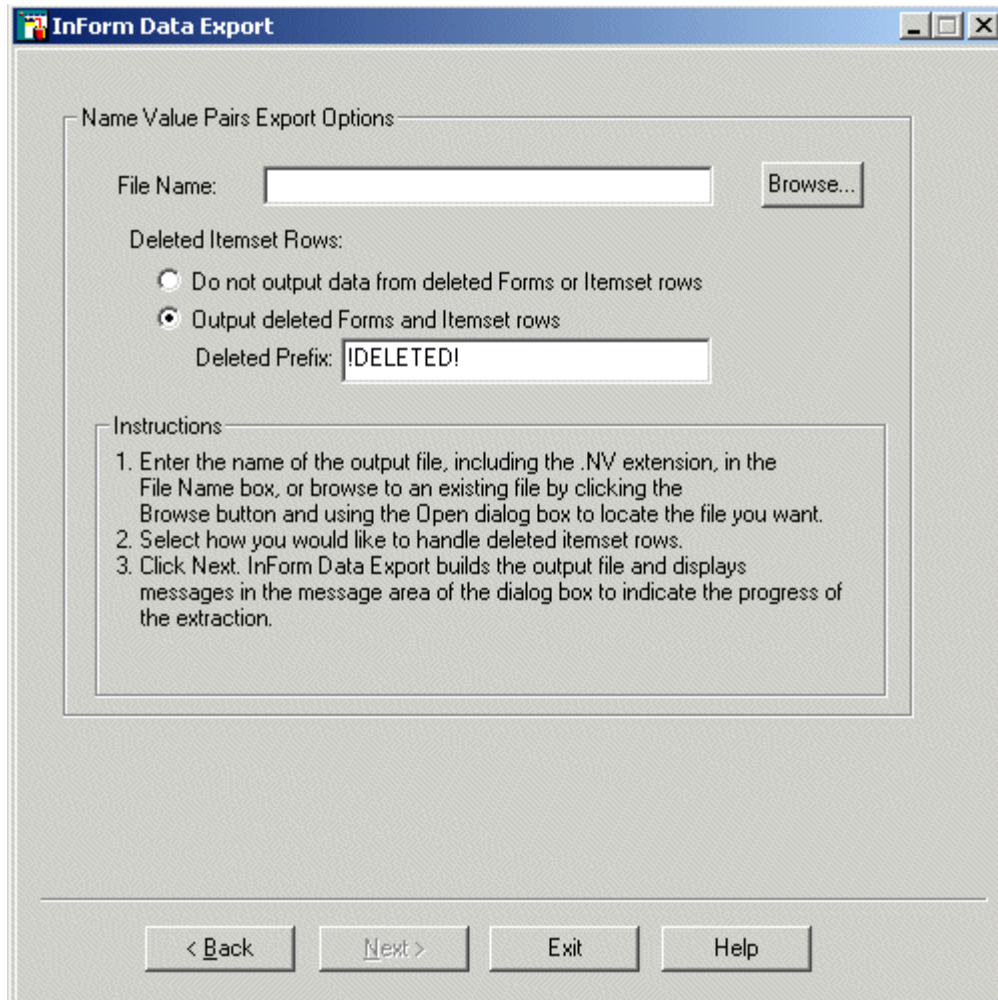 InForm Data Export
Name Value Pairs Export Options
File Name:
Browse...
Deleted Itemset Rows:
Do not output data from deleted Forms or Itemset rows
Output deleted Forms and Itemset rows
Deleted Prefix: !DELETED!
Instructions
1. Enter the name of the output file, including the .NV extension, in the
File Name box, or browse to an existing file by clicking the
Browse button and using the Open dialog box to locate the file you want.
2. Select how you would like to handle deleted itemset rows.
3. Click Next. InForm Data Export builds the output file and displays
messages in the message area of the dialog box to indicate the progress of
the extraction.
< Back Next > Exit Help